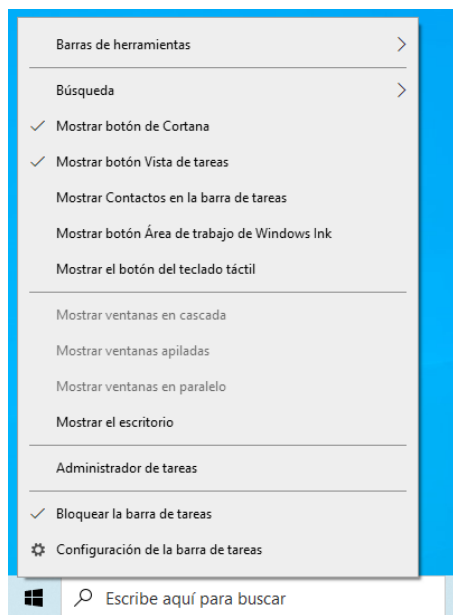 Barras de herramientas
Búsqueda
Mostrar botón de Cortana
Mostrar botón Vista de tareas
Mostrar Contactos en la barra de tareas
Mostrar botón Área de trabajo de Windows Ink
Mostrar el botón del teclado táctil
Mostrar ventanas en cascada
Mostrar ventanas apiladas
Mostrar ventanas en paralelo
Mostrar el escritorio
Administrador de tareas
Bloquear la barra de tareas
Configuración de la barra de tareas
Escribe aquí para buscar